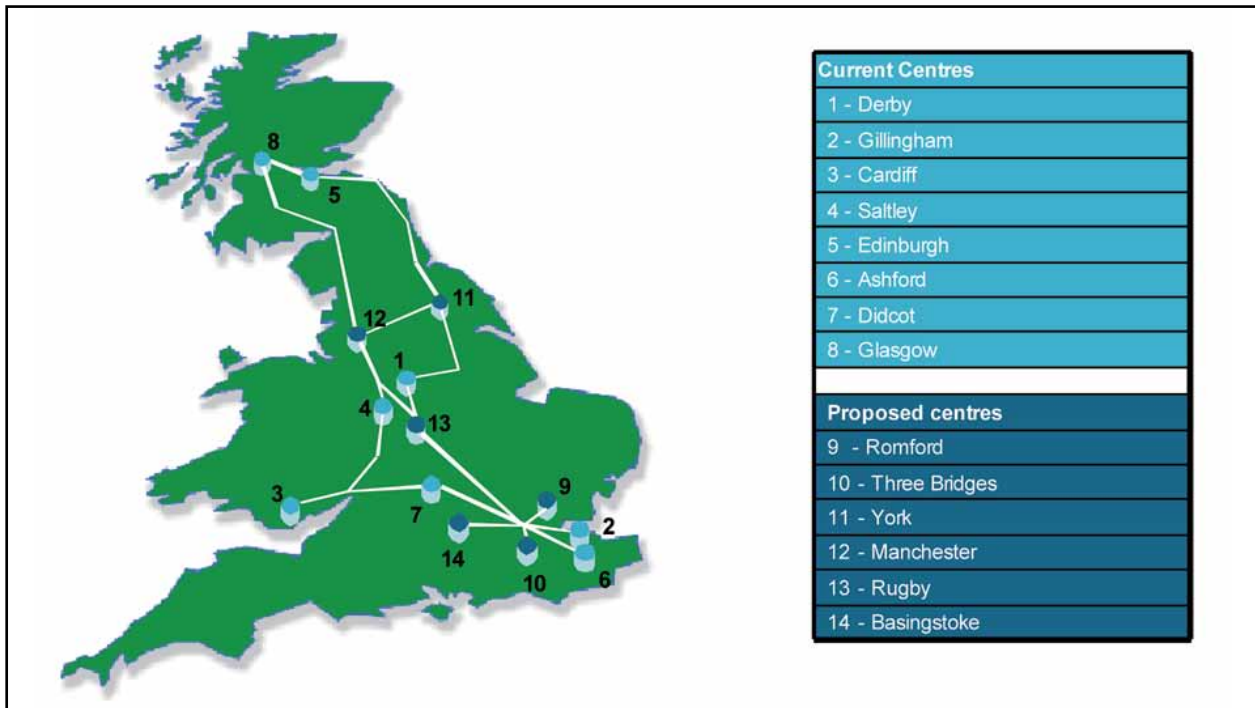 8
5
11
12
1
4
13
3
7
9
2
14
10
6
Current Centres
1 - Derby
2 - Gillingham
3 - Cardiff
4 - Saltley
5 - Edinburgh
6 - Ashford
7 - Didcot
8 - Glasgow
Proposed centres
9 - Romford
10 - Three Bridges
11 - York
12 - Manchester
13 - Rugby
14 - Basingstoke